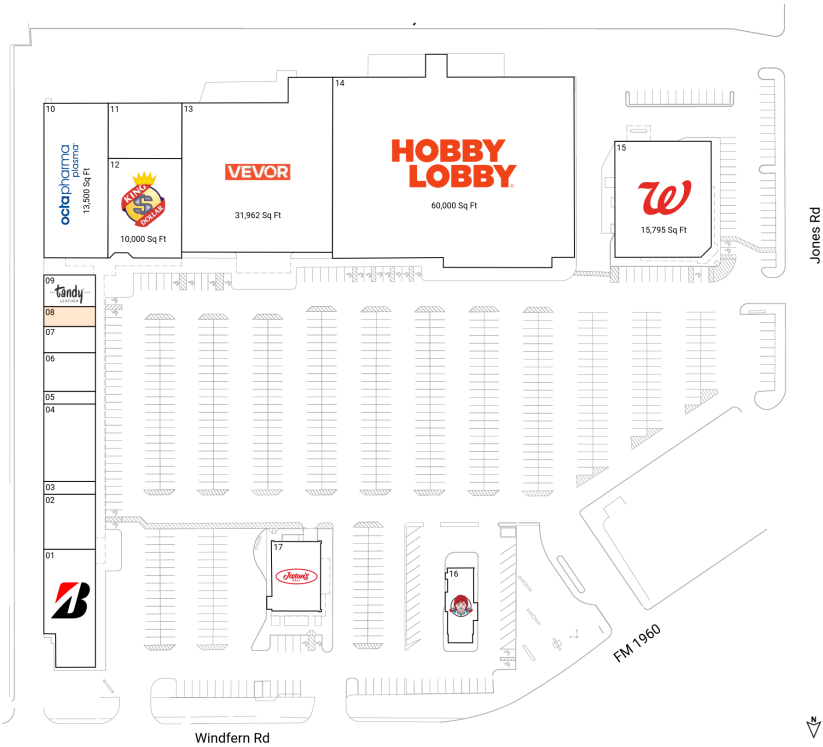 10
octapharma
plasma
13,500 Sq Ft
11
12
KING
$
DOLLAR
10,000 Sq Ft
13
VEVOR
31,962 Sq Ft
14
HOBBY
LOBBY
60,000 Sq Ft
15
W
15,795 Sq Ft
Jones Rd
09
tandy
LEATHER
08
07
06
05
04
03
02
01
B
17
Jason's
deli
16
FM 1960
Windfern Rd
N